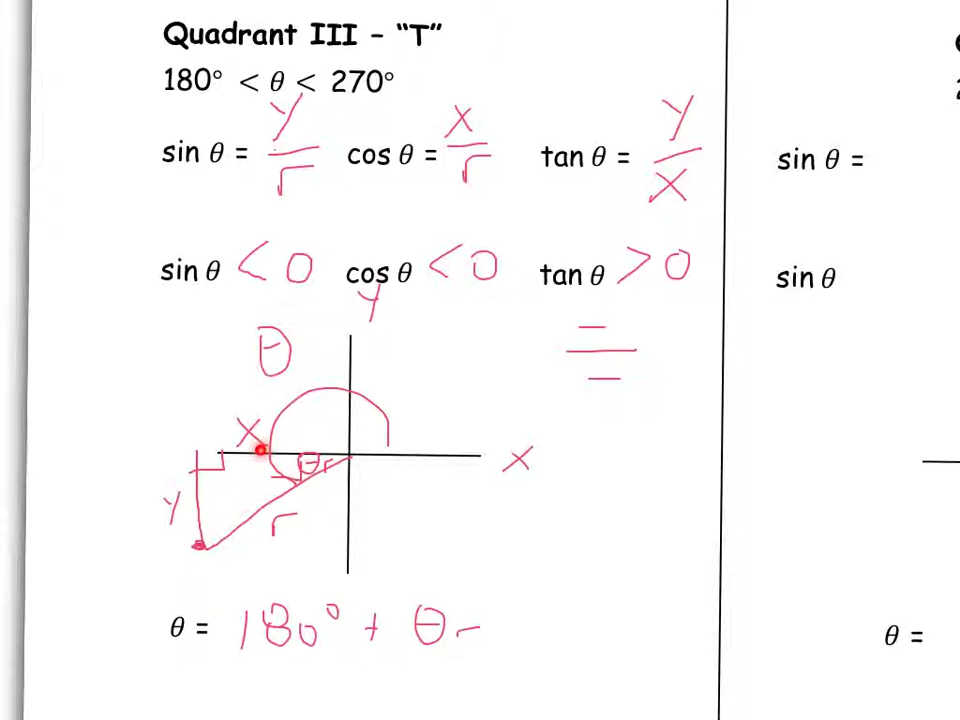 Quadrant III - “T”
180° < θ < 270°
sin θ = y/r cos θ = x/r tan θ = y/x
sin θ < 0 cos θ < 0 tan θ > 0
sin θ =
sin θ
y
θ
x
θr
x
y
r
θ = 180° + θr
θ =